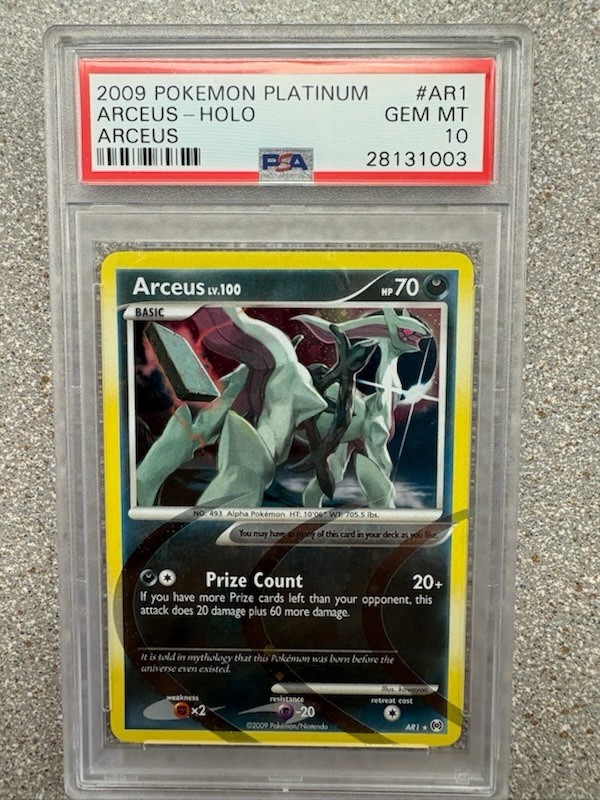 2009 POKEMON PLATINUM #AR1
ARCEUS-HOLO GEM MT
ARCEUS 10
PSA 28131003
Arceus LV.100 HP 70
BASIC
NO. 493 Alpha Pokémon HT: 10'06" WT: 705.5 lbs.
You may have as many of this card in your deck as you like.
Prize Count 20+
If you have more Prize cards left than your opponent, this
attack does 20 damage plus 60 more damage.
It is told in mythology that this Pokémon was born before the
universe even existed.
Illus. kawayoo
weakness resistance retreat cost
×2 -20
©2009 Pokémon/Nintendo AR1